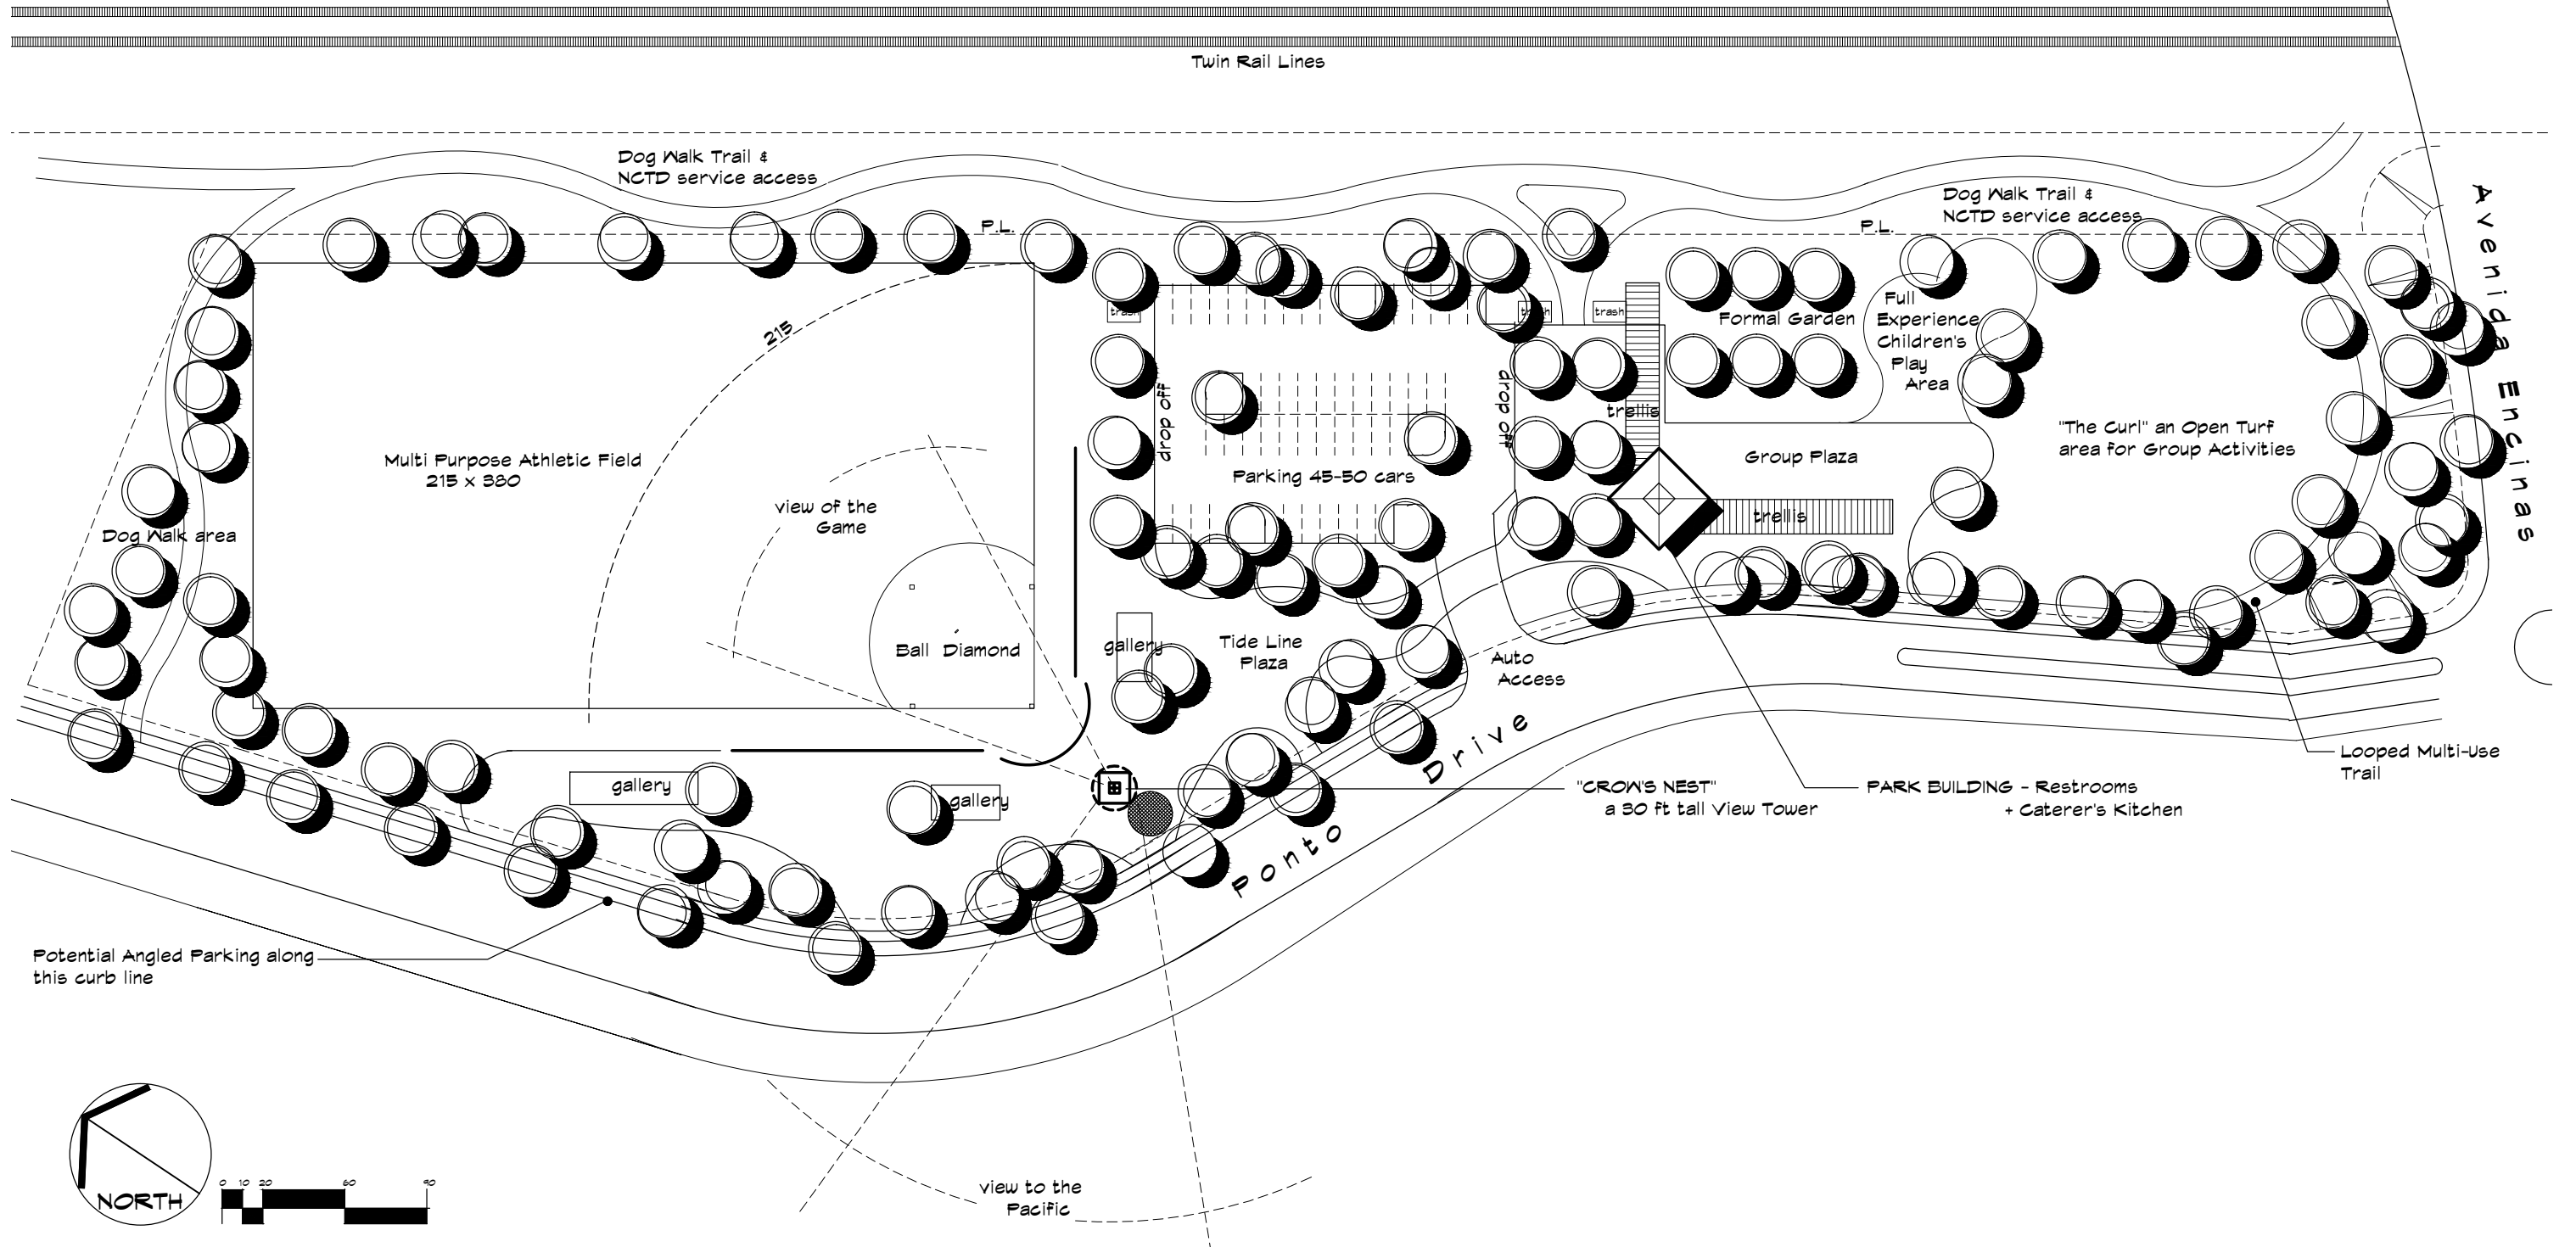 Twin Rail Lines
Dog Walk Trail &
NCTD service access
Dog Walk Trail &
NCTD service access
P.L.
P.L.
Avenida Encinas
trash
trash
trash
215
Formal Garden
Full
Experience
Children's
Play
Area
drop off
drop off
trellis
"The Curl" an Open Turf
area for Group Activities
Multi Purpose Athletic Field
215 x 380
Parking 45-50 cars
Group Plaza
view of the
Game
trellis
Dog Walk area
Ball Diamond
gallery
Tide Line
Plaza
Auto
Access
Ponto Drive
gallery
gallery
"CROW'S NEST"
a 30 ft tall View Tower
PARK BUILDING - Restrooms
+ Caterer's Kitchen
Looped Multi-Use
Trail
Potential Angled Parking along
this curb line
NORTH
0 10 20 60 90
view to the
Pacific